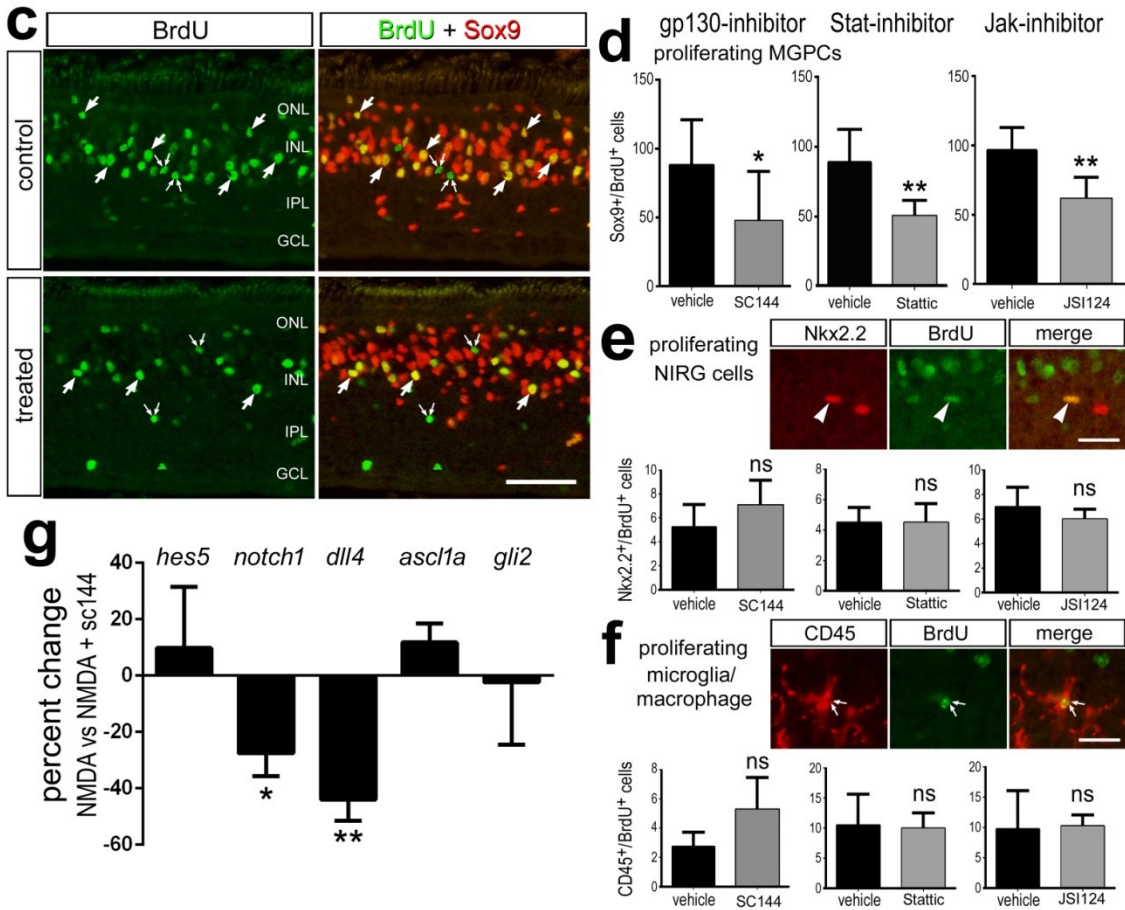 c
BrdU
BrdU + Sox9
control
ONL
INL
IPL
GCL
treated
ONL
INL
IPL
GCL
d
gp130-inhibitor
Stat-inhibitor
Jak-inhibitor
proliferating MGPCs
Sox9+/BrdU+ cells
150
100
50
0
*
vehicle
SC144
150
100
50
0
**
vehicle
Stattic
150
100
50
0
**
vehicle
JSI124
e
proliferating
NIRG cells
Nkx2.2
BrdU
merge
Nkx2.2+/BrdU+ cells
10
8
6
4
2
0
ns
vehicle
SC144
8
6
4
2
0
ns
vehicle
Stattic
10
8
6
4
2
0
ns
vehicle
JSI124
f
proliferating
microglia/
macrophage
CD45
BrdU
merge
CD45+/BrdU+ cells
8
6
4
2
0
ns
vehicle
SC144
20
15
10
5
0
ns
vehicle
Stattic
20
15
10
5
0
ns
vehicle
JSI124
g
hes5
notch1
dll4
ascl1a
gli2
percent change
NMDA vs NMDA + sc144
40
20
0
-20
-40
-60
*
**